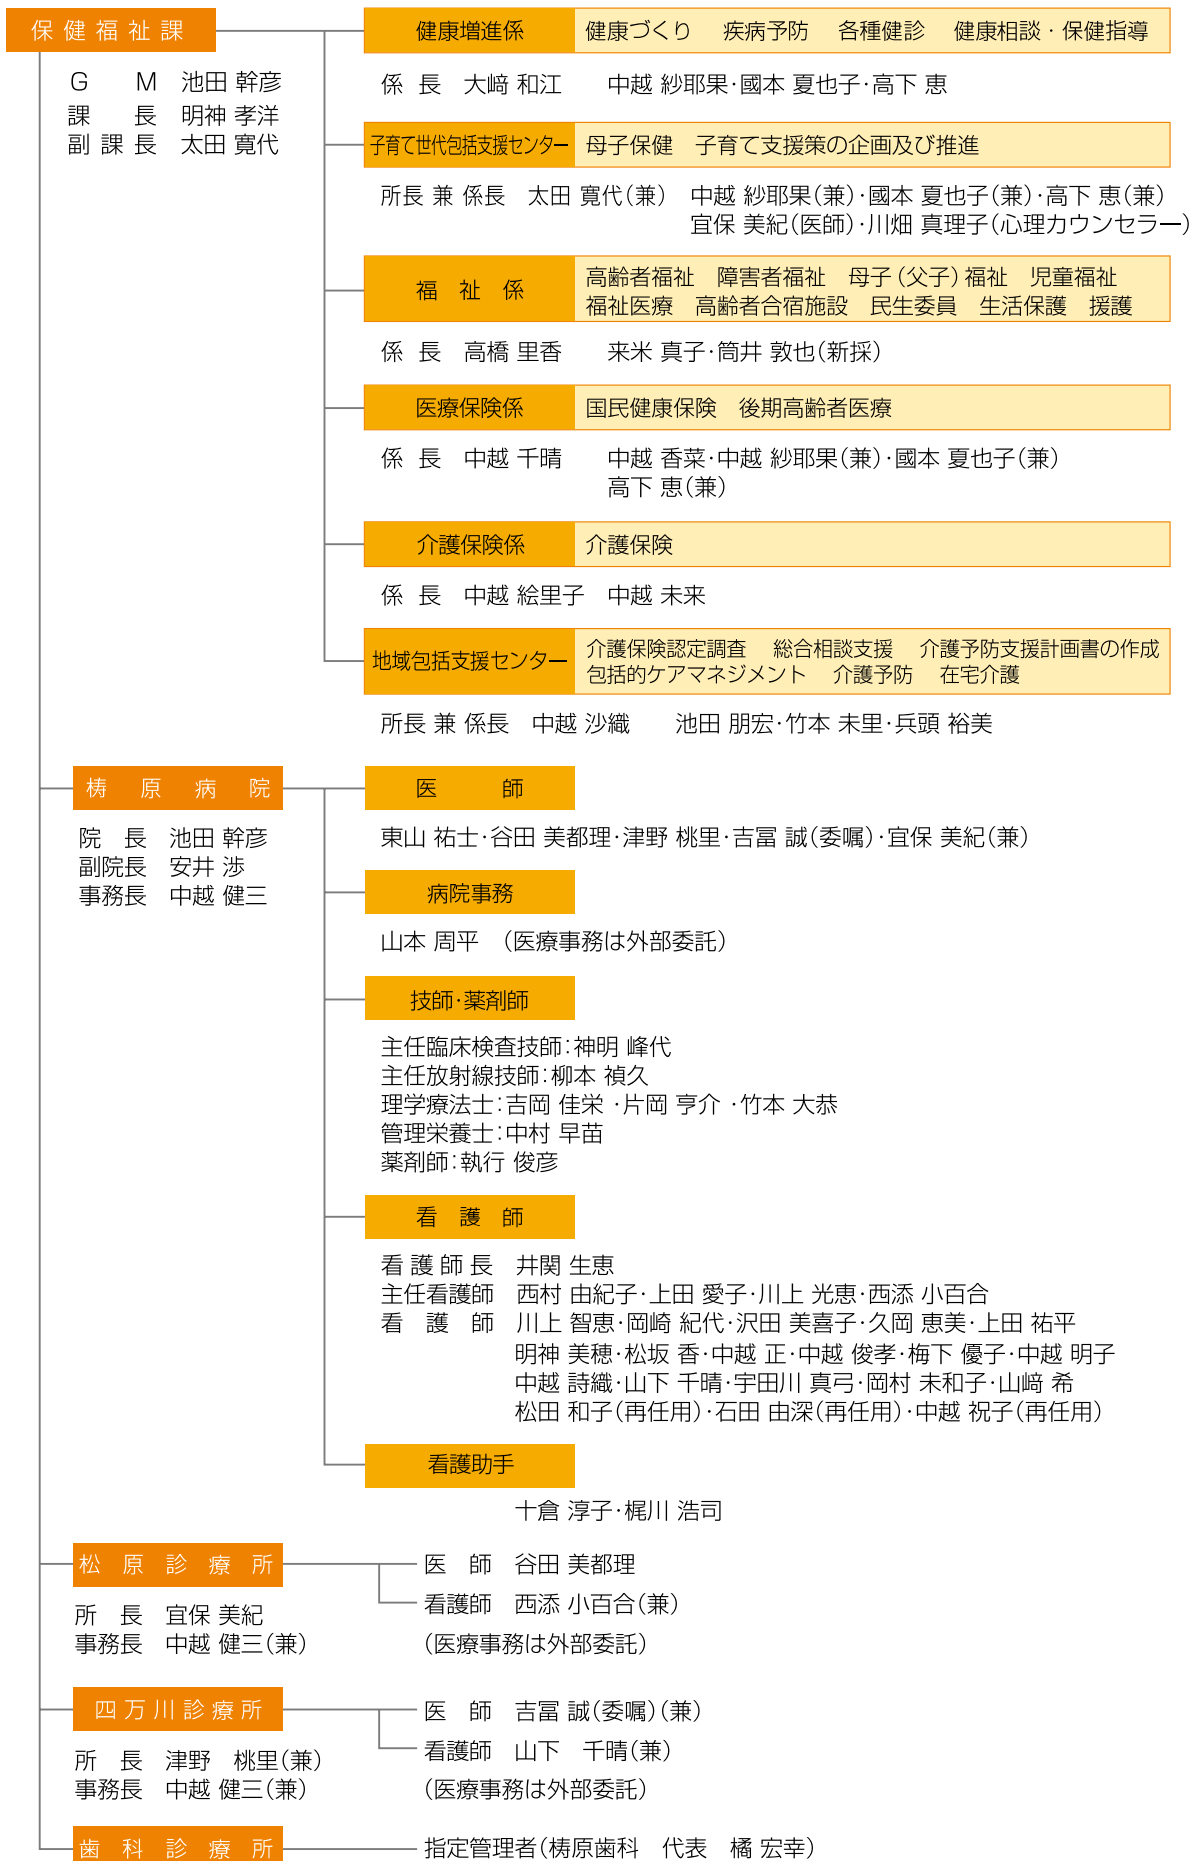 保健福祉課
G　　M　池田 幹彦
課　　長　明神 孝洋
副 課 長　太田 寛代
健康増進係　健康づくり　疾病予防　各種健診　健康相談・保健指導
係　長　大﨑 和江　　中越 紗耶果・國本 夏也子・高下 恵
子育て世代包括支援センター　母子保健　子育て支援策の企画及び推進
所長 兼 係長　太田 寛代（兼）　中越 紗耶果（兼）・國本 夏也子（兼）・高下 恵（兼）
宜保 美紀（医師）・川畑 真理子（心理カウンセラー）
福　祉　係　高齢者福祉　障害者福祉　母子（父子）福祉　児童福祉
福祉医療　高齢者合宿施設　民生委員　生活保護　援護
係　長　高橋 里香　　来米 真子・筒井 敦也（新採）
医療保険係　国民健康保険　後期高齢者医療
係　長　中越 千晴　　中越 香菜・中越 紗耶果（兼）・國本 夏也子（兼）
高下 恵（兼）
介護保険係　介護保険
係　長　中越 絵里子　中越 未来
地域包括支援センター　介護保険認定調査　総合相談支援　介護予防支援計画書の作成
包括的ケアマネジメント　介護予防　在宅介護
所長 兼 係長　中越 沙織　　池田 朋宏・竹本 未里・兵頭 裕美
梼　原　病　院
院　長　池田 幹彦
副院長　安井 渉
事務長　中越 健三
医　　　師
東山 祐士・谷田 美都理・津野 桃里・吉冨 誠（委嘱）・宜保 美紀（兼）
病院事務
山本 周平　（医療事務は外部委託）
技師・薬剤師
主任臨床検査技師：神明 峰代
主任放射線技師：柳本 禎久
理学療法士：吉岡 佳栄 ・片岡 亨介 ・竹本 大恭
管理栄養士：中村 早苗
薬剤師：執行 俊彦
看　護　師
看 護 師 長　井関 生恵
主任看護師　西村 由紀子・上田 愛子・川上 光恵・西添 小百合
看　護　師　川上 智恵・岡崎 紀代・沢田 美喜子・久岡 恵美・上田 祐平
明神 美穂・松坂 香・中越 正・中越 俊孝・梅下 優子・中越 明子
中越 詩織・山下 千晴・宇田川 真弓・岡村 未和子・山﨑 希
松田 和子（再任用）・石田 由深（再任用）・中越 祝子（再任用）
看護助手
十倉 淳子・梶川 浩司
松　原　診　療　所
所　長　宜保 美紀
事務長　中越 健三（兼）
医　師　谷田 美都理
看護師　西添 小百合（兼）
（医療事務は外部委託）
四万川診療所
所　長　津野　桃里（兼）
事務長　中越 健三（兼）
医　師　吉冨 誠（委嘱）（兼）
看護師　山下　千晴（兼）
（医療事務は外部委託）
歯　科　診　療　所　指定管理者（梼原歯科　代表　橘 宏幸）